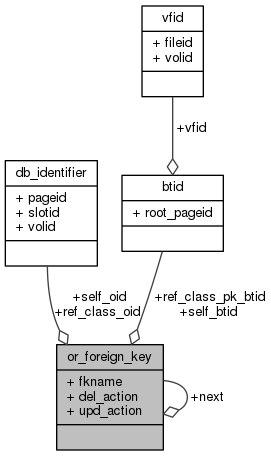 vfid
+ fileid
+ volid
+vfid
db_identifier
+ pageid
+ slotid
+ volid
btid
+ root_pageid
+self_oid
+ref_class_oid
+ref_class_pk_btid
+self_btid
or_foreign_key
+ fkname
+ del_action
+ upd_action
+next